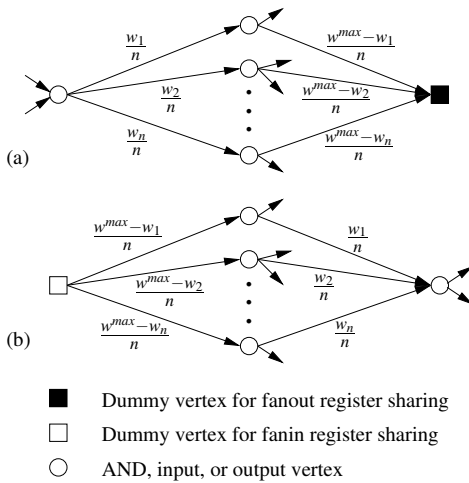 w₁/n
wᵐᵃˣ−w₁/n
w₂/n
wᵐᵃˣ−w₂/n
wₙ/n
wᵐᵃˣ−wₙ/n
(a)
wᵐᵃˣ−w₁/n
w₁/n
wᵐᵃˣ−w₂/n
w₂/n
wᵐᵃˣ−wₙ/n
wₙ/n
(b)
Dummy vertex for fanout register sharing
Dummy vertex for fanin register sharing
AND, input, or output vertex